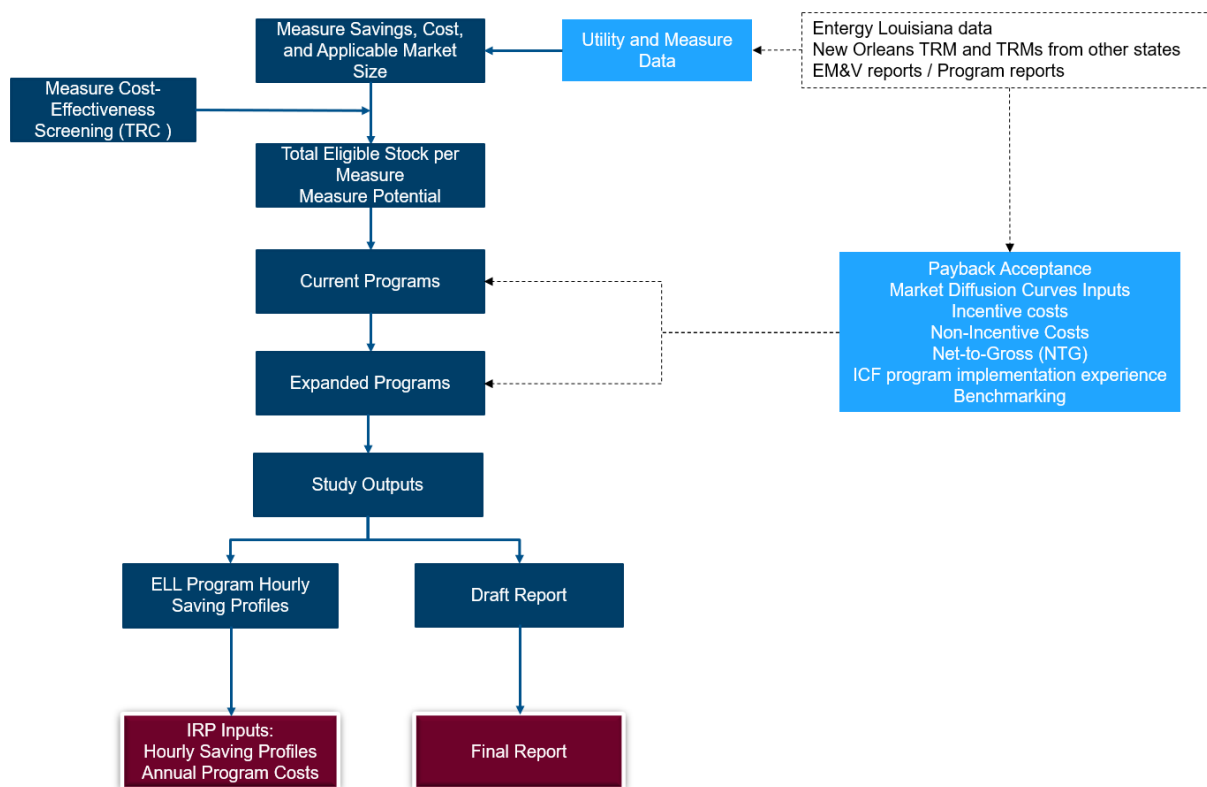 Measure Savings, Cost,
and Applicable Market
Size
Utility and Measure
Data
Entergy Louisiana data
New Orleans TRM and TRMs from other states
EM&V reports / Program reports
Measure Cost-
Effectiveness
Screening (TRC )
Total Eligible Stock per
Measure
Measure Potential
Current Programs
Payback Acceptance
Market Diffusion Curves Inputs
Incentive costs
Non-Incentive Costs
Net-to-Gross (NTG)
ICF program implementation experience
Benchmarking
Expanded Programs
Study Outputs
ELL Program Hourly
Saving Profiles
Draft Report
IRP Inputs:
Hourly Saving Profiles
Annual Program Costs
Final Report